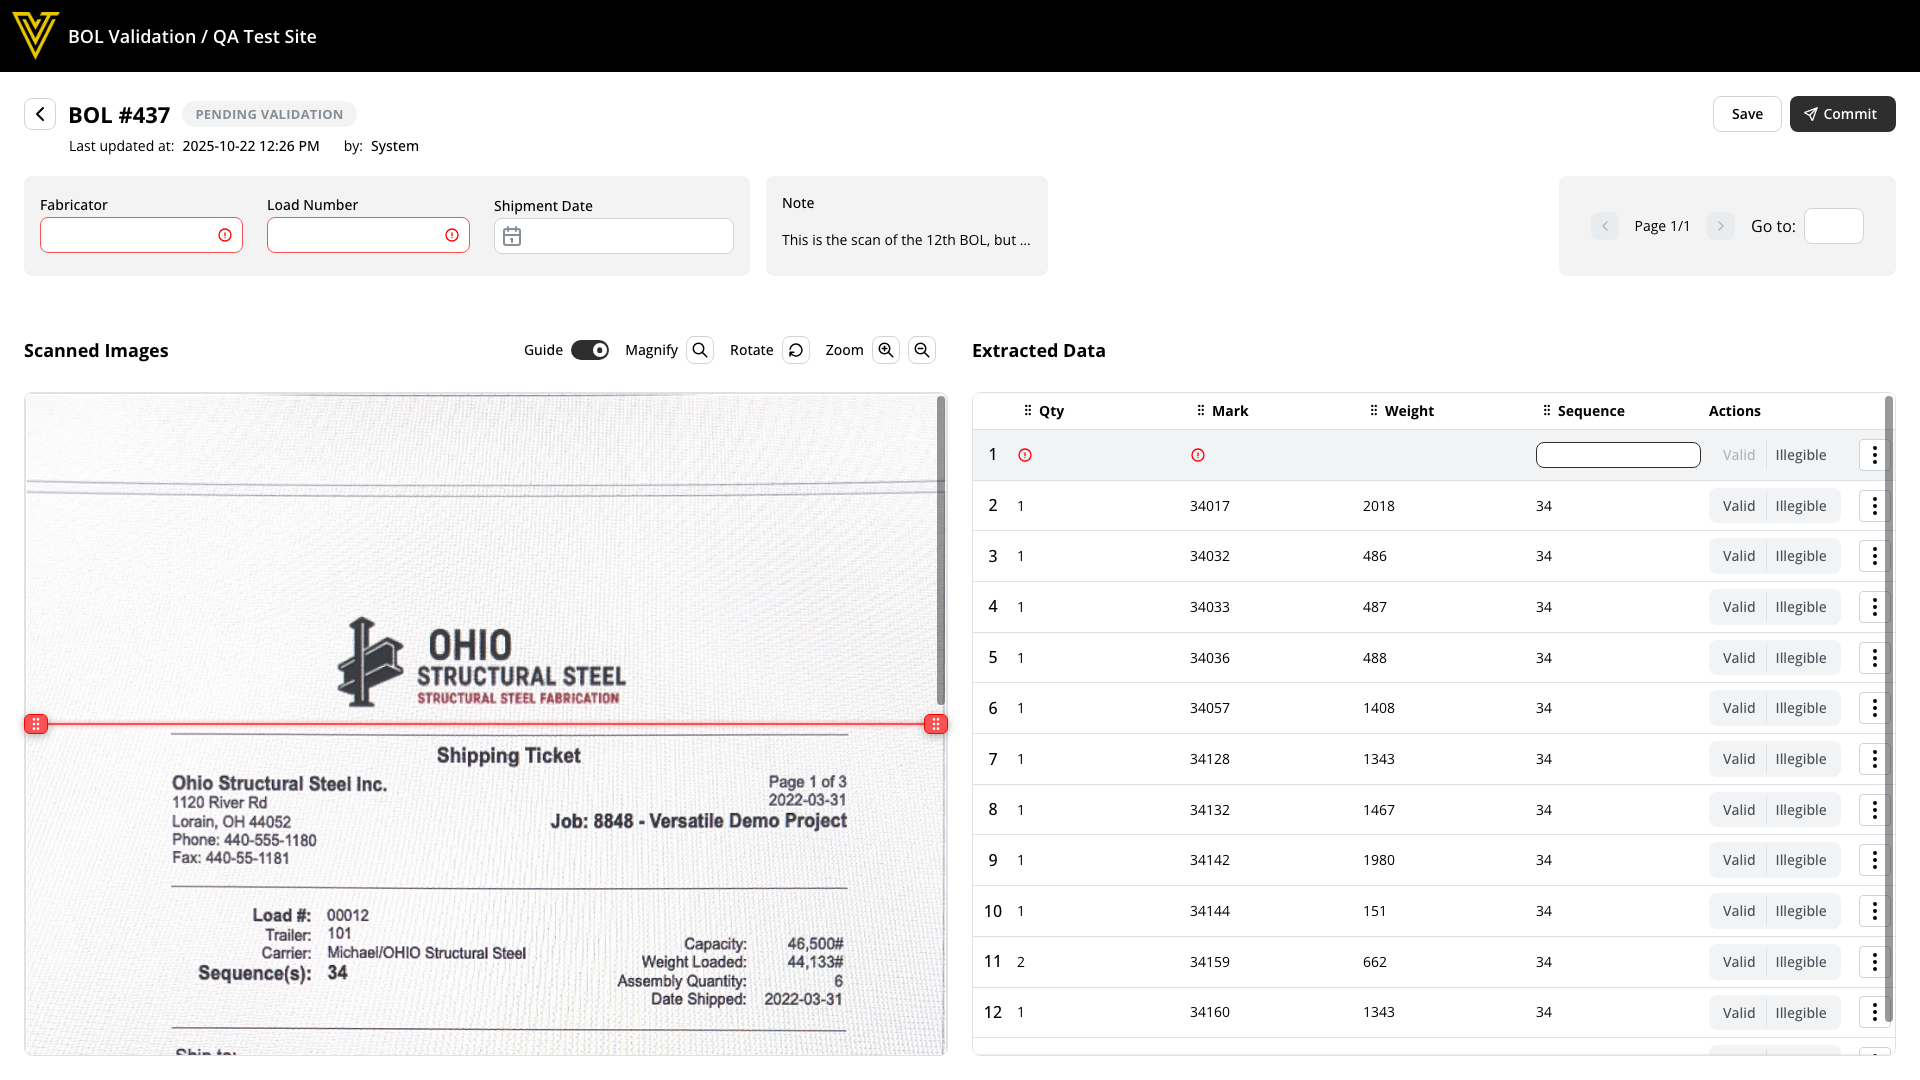 BOL Validation / QA Test Site
BOL #437 PENDING VALIDATION
Save
Commit
Last updated at: 2025-10-22 12:26 PM by: System
Fabricator
Load Number
Shipment Date
Note
This is the scan of the 12th BOL, but ...
Page 1/1
Go to:
Scanned Images
Guide
Magnify
Rotate
Zoom
OHIO
STRUCTURAL STEEL
STRUCTURAL STEEL FABRICATION
Shipping Ticket
Ohio Structural Steel Inc.
1120 River Rd
Lorain, OH 44052
Phone: 440-555-1180
Fax: 440-55-1181
Page 1 of 3
2022-03-31
Job: 8848 - Versatile Demo Project
Load #: 00012
Trailer: 101
Carrier: Michael/OHIO Structural Steel
Sequence(s): 34
Capacity: 46,500#
Weight Loaded: 44,133#
Assembly Quantity: 6
Date Shipped: 2022-03-31
Ship to:
Extracted Data
Qty Mark Weight Sequence Actions
1 Valid Illegible
2 1 34017 2018 34 Valid Illegible
3 1 34032 486 34 Valid Illegible
4 1 34033 487 34 Valid Illegible
5 1 34036 488 34 Valid Illegible
6 1 34057 1408 34 Valid Illegible
7 1 34128 1343 34 Valid Illegible
8 1 34132 1467 34 Valid Illegible
9 1 34142 1980 34 Valid Illegible
10 1 34144 151 34 Valid Illegible
11 2 34159 662 34 Valid Illegible
12 1 34160 1343 34 Valid Illegible